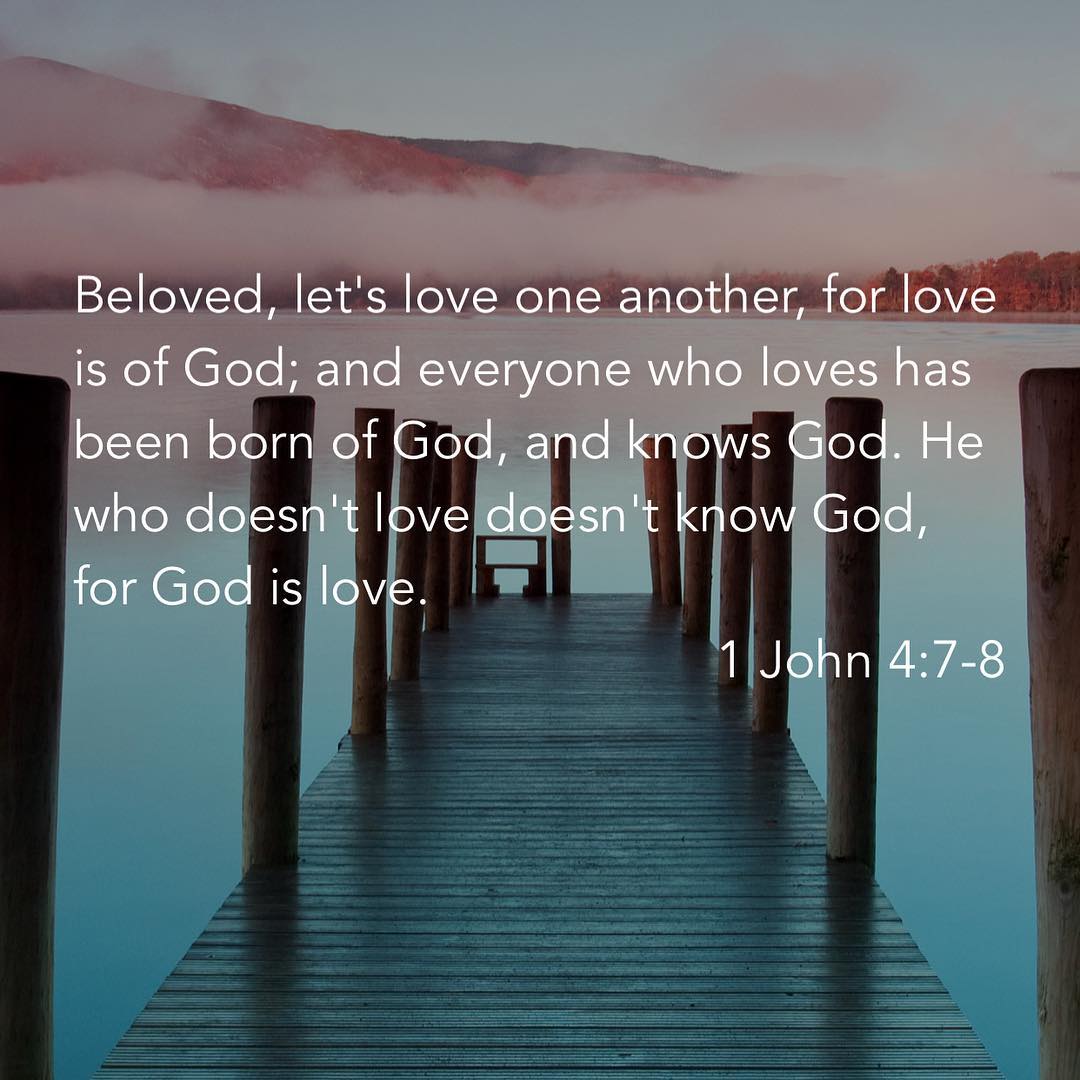 Beloved, let's love one another, for love
is of God; and everyone who loves has
been born of God, and knows God. He
who doesn't love doesn't know God,
for God is love.
1 John 4:7-8